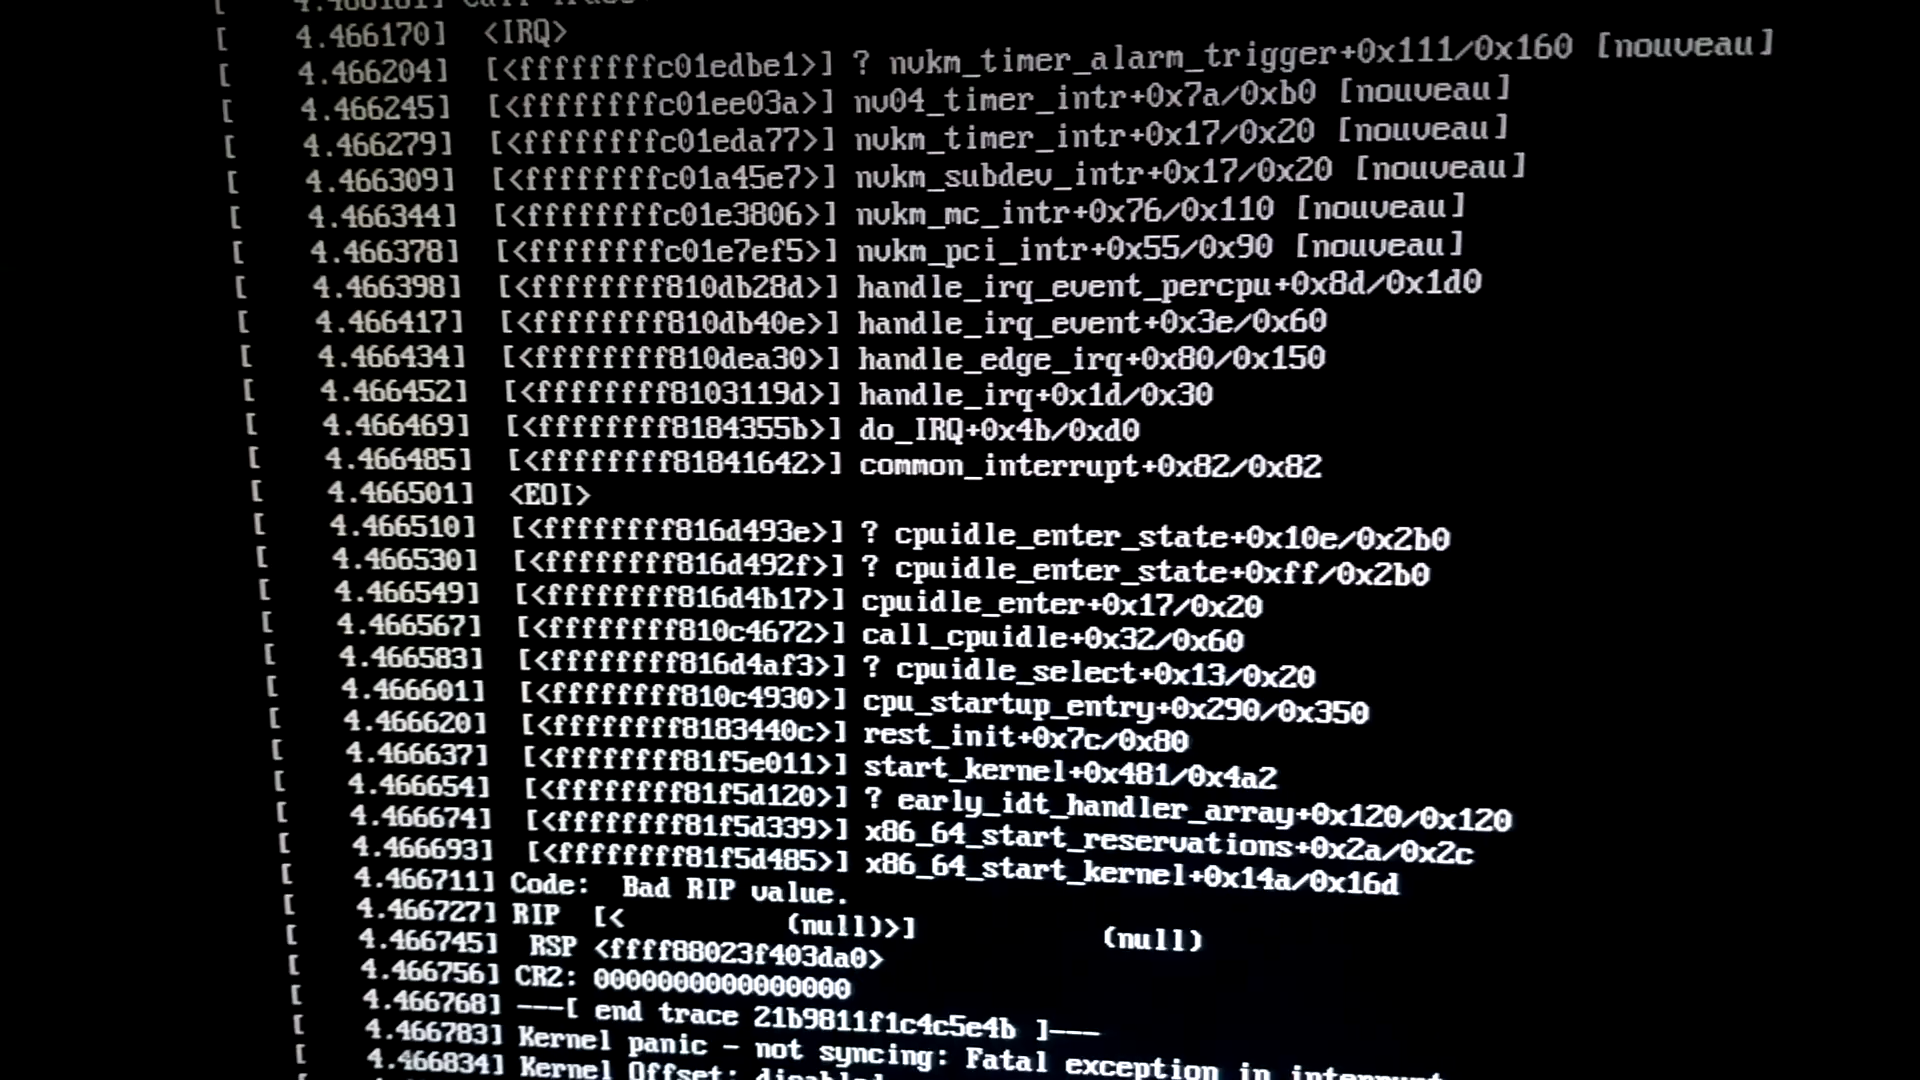 [    4.466170]  <IRQ>
[    4.466204]  [<ffffffffc01edbe1>] ? nvkm_timer_alarm_trigger+0x111/0x160 [nouveau]
[    4.466245]  [<ffffffffc01ee03a>] nv04_timer_intr+0x7a/0xb0 [nouveau]
[    4.466279]  [<ffffffffc01eda77>] nvkm_timer_intr+0x17/0x20 [nouveau]
[    4.466309]  [<ffffffffc01a45e7>] nvkm_subdev_intr+0x17/0x20 [nouveau]
[    4.466344]  [<ffffffffc01e3806>] nvkm_mc_intr+0x76/0x110 [nouveau]
[    4.466378]  [<ffffffffc01e7ef5>] nvkm_pci_intr+0x55/0x90 [nouveau]
[    4.466398]  [<ffffffff810db28d>] handle_irq_event_percpu+0x8d/0x1d0
[    4.466417]  [<ffffffff810db40e>] handle_irq_event+0x3e/0x60
[    4.466434]  [<ffffffff810dea30>] handle_edge_irq+0x80/0x150
[    4.466452]  [<ffffffff8103119d>] handle_irq+0x1d/0x30
[    4.466469]  [<ffffffff8184355b>] do_IRQ+0x4b/0xd0
[    4.466485]  [<ffffffff81841642>] common_interrupt+0x82/0x82
[    4.466501]  <EOI>
[    4.466510]  [<ffffffff816d493e>] ? cpuidle_enter_state+0x10e/0x2b0
[    4.466530]  [<ffffffff816d492f>] ? cpuidle_enter_state+0xff/0x2b0
[    4.466549]  [<ffffffff816d4b17>] cpuidle_enter+0x17/0x20
[    4.466567]  [<ffffffff810c4672>] call_cpuidle+0x32/0x60
[    4.466583]  [<ffffffff816d4af3>] ? cpuidle_select+0x13/0x20
[    4.466601]  [<ffffffff810c4930>] cpu_startup_entry+0x290/0x350
[    4.466620]  [<ffffffff8183440c>] rest_init+0x7c/0x80
[    4.466637]  [<ffffffff81f5e011>] start_kernel+0x481/0x4a2
[    4.466654]  [<ffffffff81f5d120>] ? early_idt_handler_array+0x120/0x120
[    4.466674]  [<ffffffff81f5d339>] x86_64_start_reservations+0x2a/0x2c
[    4.466693]  [<ffffffff81f5d485>] x86_64_start_kernel+0x14a/0x16d
[    4.466711] Code:  Bad RIP value.
[    4.466727] RIP  [<          (null)>]           (null)
[    4.466745]  RSP <ffff88023f403da0>
[    4.466756] CR2: 0000000000000000
[    4.466768] ---[ end trace 21b9811f1c4c5e4b ]---
[    4.466783] Kernel panic - not syncing: Fatal exception in interrupt
[    4.466834] Kernel Offset: disabled